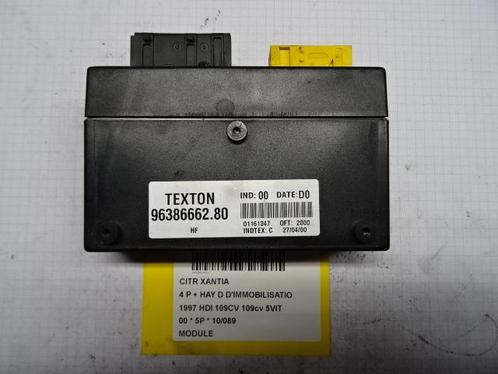 TEXTON
96386662.80
HF
IND: 00 DATE: D0
01161347 OFT: 2000
INDTEX: C 27/04/00
CITR XANTIA
4 P + HAY D D'IMMOBILISATIO
1997 HDI 109CV 109cv 5VIT
00 * 5P * 10/089
MODULE